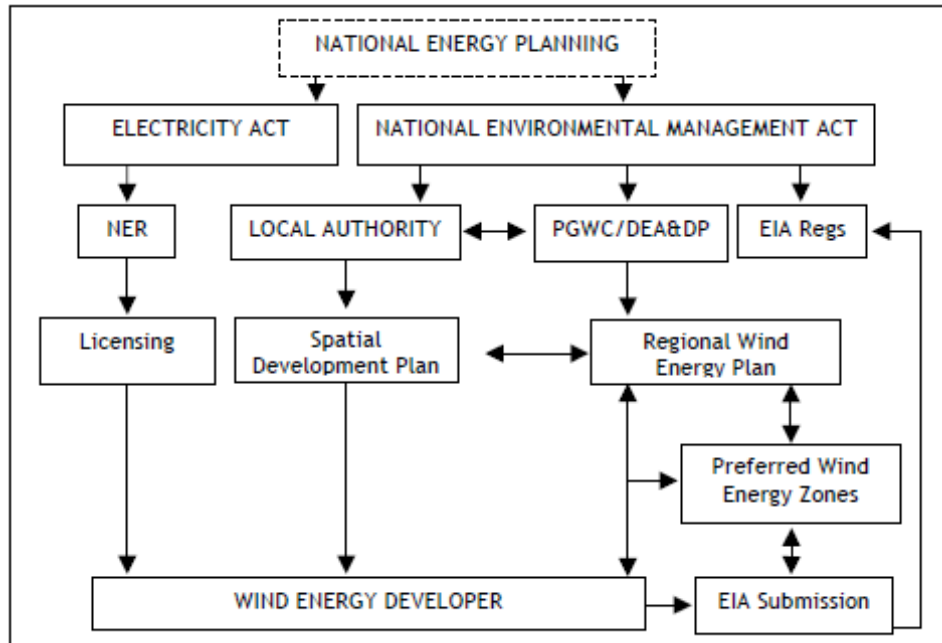 NATIONAL ENERGY PLANNING
ELECTRICITY ACT
NATIONAL ENVIRONMENTAL MANAGEMENT ACT
NER
LOCAL AUTHORITY
PGWC/DEA&DP
EIA Regs
Licensing
Spatial
Development Plan
Regional Wind
Energy Plan
Preferred Wind
Energy Zones
WIND ENERGY DEVELOPER
EIA Submission